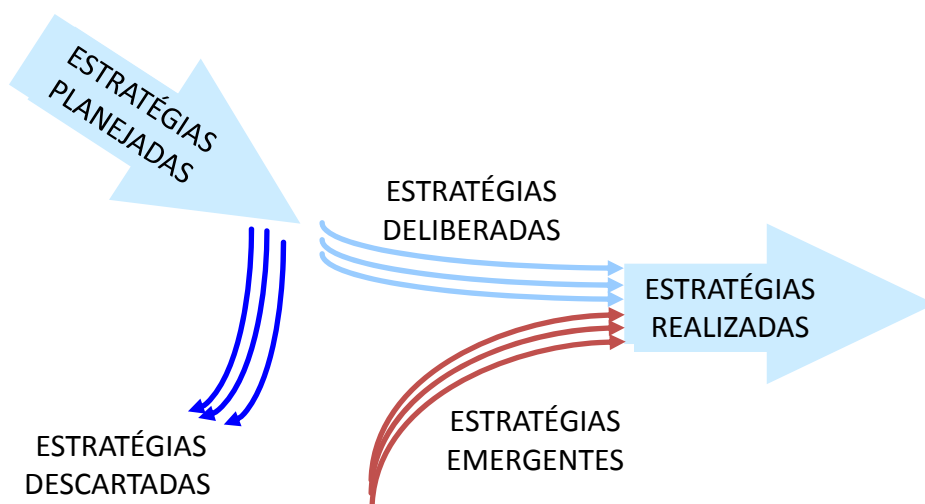 ESTRATÉGIAS
PLANEJADAS
ESTRATÉGIAS
DELIBERADAS
ESTRATÉGIAS
REALIZADAS
ESTRATÉGIAS
EMERGENTES
ESTRATÉGIAS
DESCARTADAS